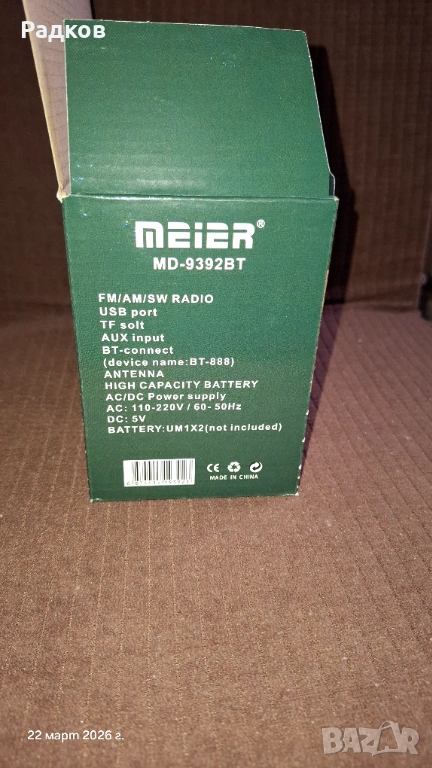 Радков
MEIER®
MD-9392BT
FM/AM/SW RADIO
USB port
TF solt
AUX input
BT-connect
(device name:BT-888)
ANTENNA
HIGH CAPACITY BATTERY
AC/DC Power supply
AC: 110-220V / 60- 50Hz
DC: 5V
BATTERY:UM1X2(not included)
CE
MADE IN CHINA
22 март 2026 г.
BAZAR